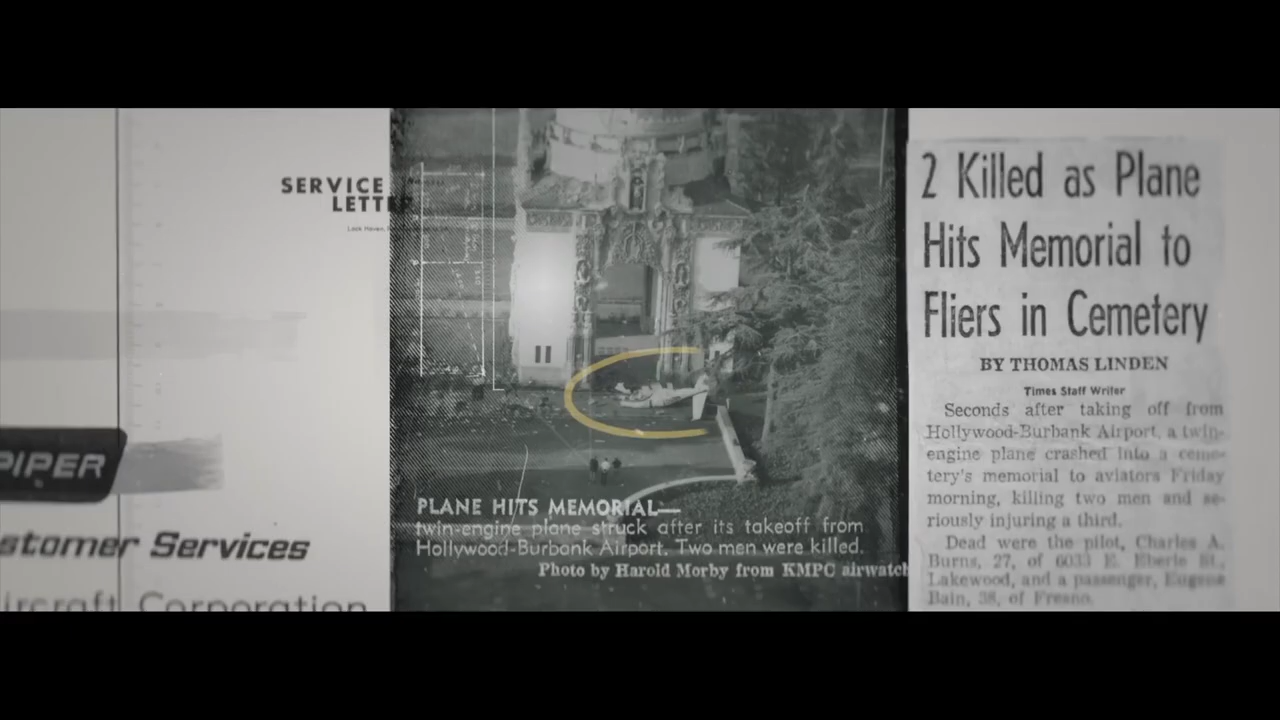 SERVICE
LETTER
PIPER
stomer Services
ircraft Corporation
PLANE HITS MEMORIAL—
twin-engine plane struck after its takeoff from
Hollywood-Burbank Airport. Two men were killed.
Photo by Harold Morby from KMPC airwatch
2 Killed as Plane
Hits Memorial to
Fliers in Cemetery
BY THOMAS LINDEN
Times Staff Writer
Seconds after taking off from
Hollywood-Burbank Airport, a twin-
engine plane crashed into a ceme-
tery's memorial to aviators Friday
morning, killing two men and se-
riously injuring a third.
Dead were the pilot, Charles A.
Burns, 27, of 6033 E. Eberle St.,
Lakewood, and a passenger, Eugene
Bain, 38, of Fresno.